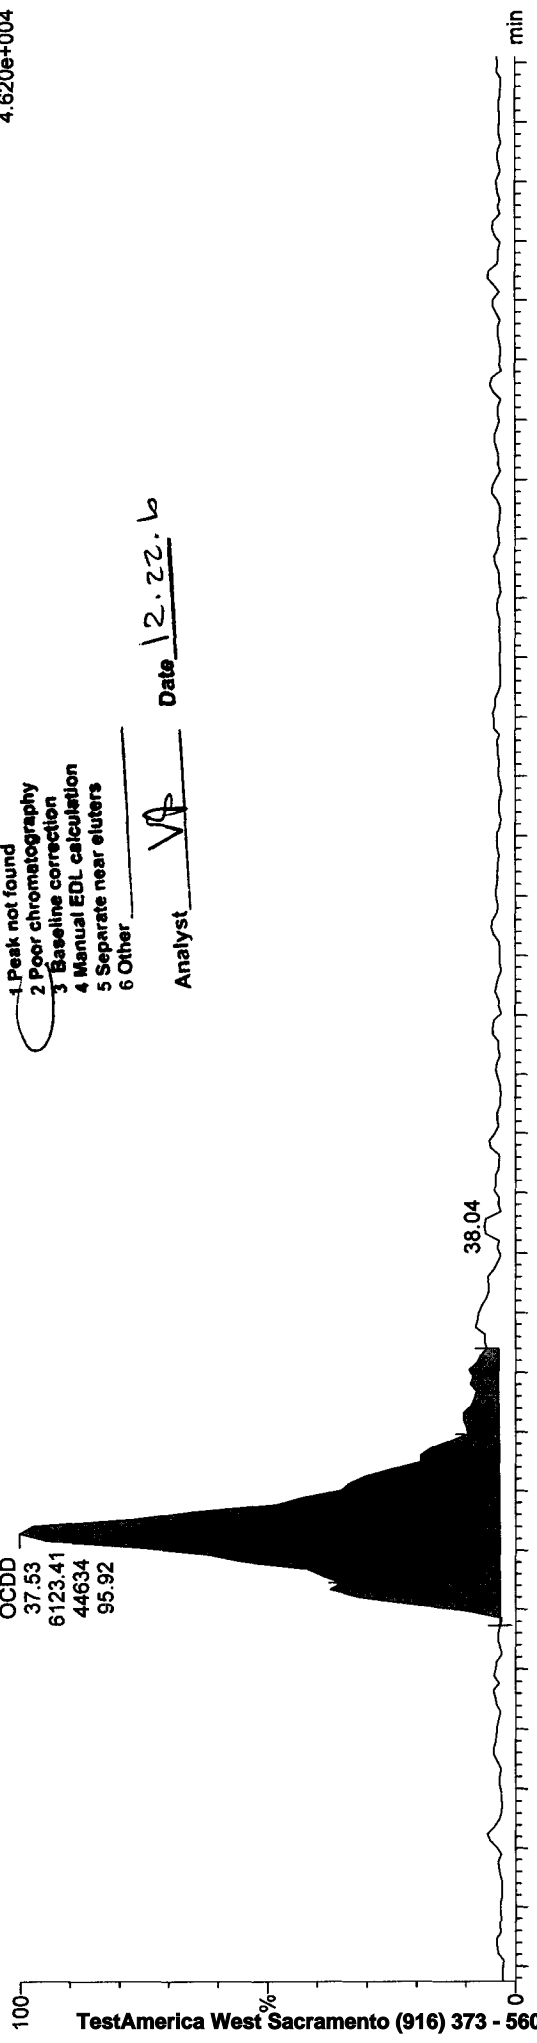 4.620e+004
1 Peak not found
2 Poor chromatography
3 Baseline correction
4 Manual EDL calculation
5 Separate near eluters
6 Other
Analyst Date 12.22.
OCDD
37.53
6123.41
44634
95.92
38.04
100
%
0
min
TestAmerica West Sacramento (916) 373 - 560